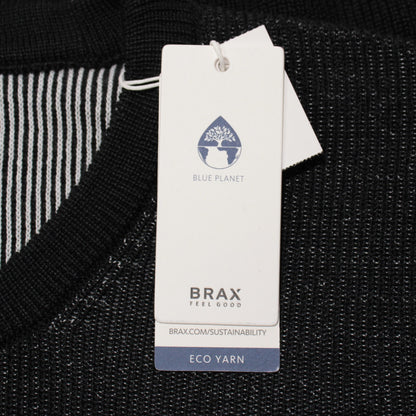 BLUE PLANET
BRAX
FEEL GOOD
BRAX.COM/SUSTAINABILITY
ECO YARN